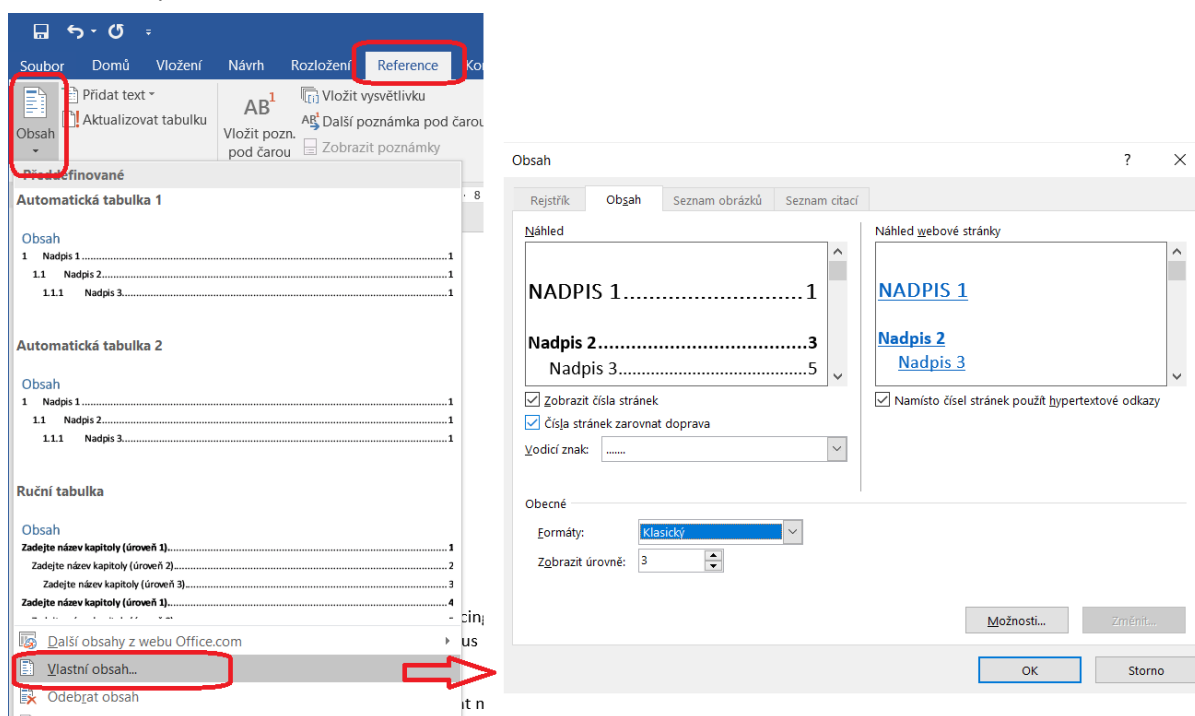 Soubor Domů Vložení Návrh Rozložení Reference
Obsah
Přidat text
Aktualizovat tabulku
AB1
Vložit pozn.
pod čarou
Vložit vysvětlivku
AB1 Další poznámka pod čarou
Zobrazit poznámky
Předdefinované
Automatická tabulka 1
Obsah
1 Nadpis 1.......1
1.1 Nadpis 2.......1
1.1.1 Nadpis 3.......1
Automatická tabulka 2
Obsah
1 Nadpis 1.......1
1.1 Nadpis 2.......1
1.1.1 Nadpis 3.......1
Ruční tabulka
Obsah
Zadejte název kapitoly (úroveň 1).......1
Zadejte název kapitoly (úroveň 2).......2
Zadejte název kapitoly (úroveň 3).......3
Zadejte název kapitoly (úroveň 1).......4
Další obsahy z webu Office.com
Vlastní obsah...
Odebrat obsah
8
us
Obsah ? ×
Rejstřík Obsah Seznam obrázků Seznam citací
Náhled
NADPIS 1.......1
Nadpis 2.......3
Nadpis 3.......5
Zobrazit čísla stránek
Čísla stránek zarovnat doprava
Vodicí znak: .......
Náhled webové stránky
NADPIS 1
Nadpis 2
Nadpis 3
Namísto čísel stránek použít hypertextové odkazy
Obecné
Formáty: Klasický
Zobrazit úrovně: 3
Možnosti... Změnit...
OK Storno